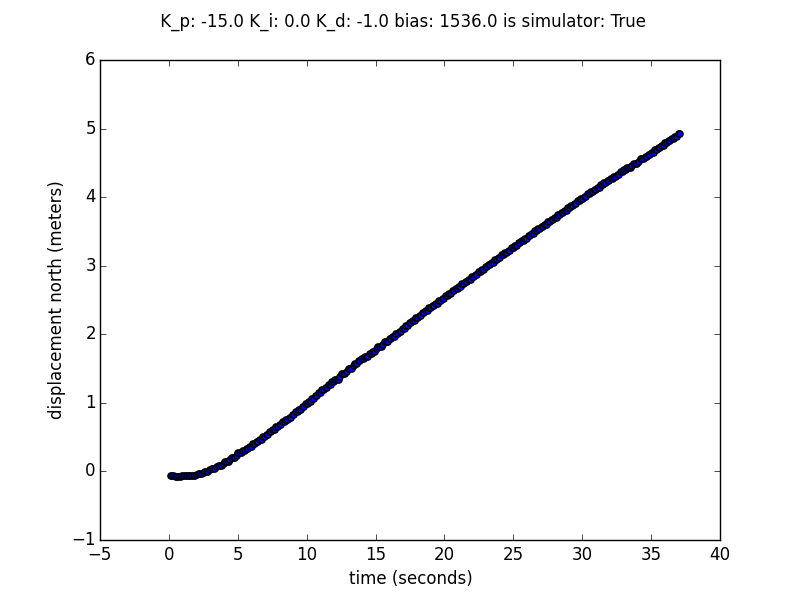 K_p: -15.0 K_i: 0.0 K_d: -1.0 bias: 1536.0 is simulator: True
6
5
4
3
2
1
0
−1
−5 0 5 10 15 20 25 30 35 40
displacement north (meters)
time (seconds)